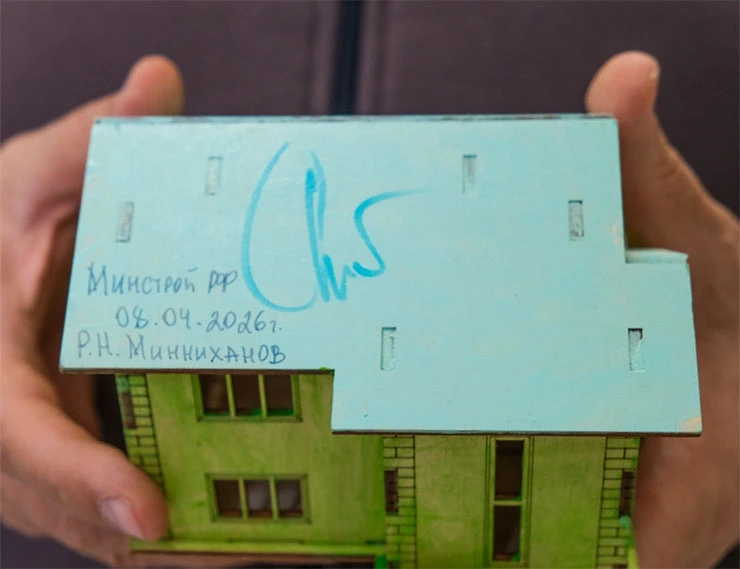 Минстрой РФ
08.04.2026г.
Р.Н. Минниханов